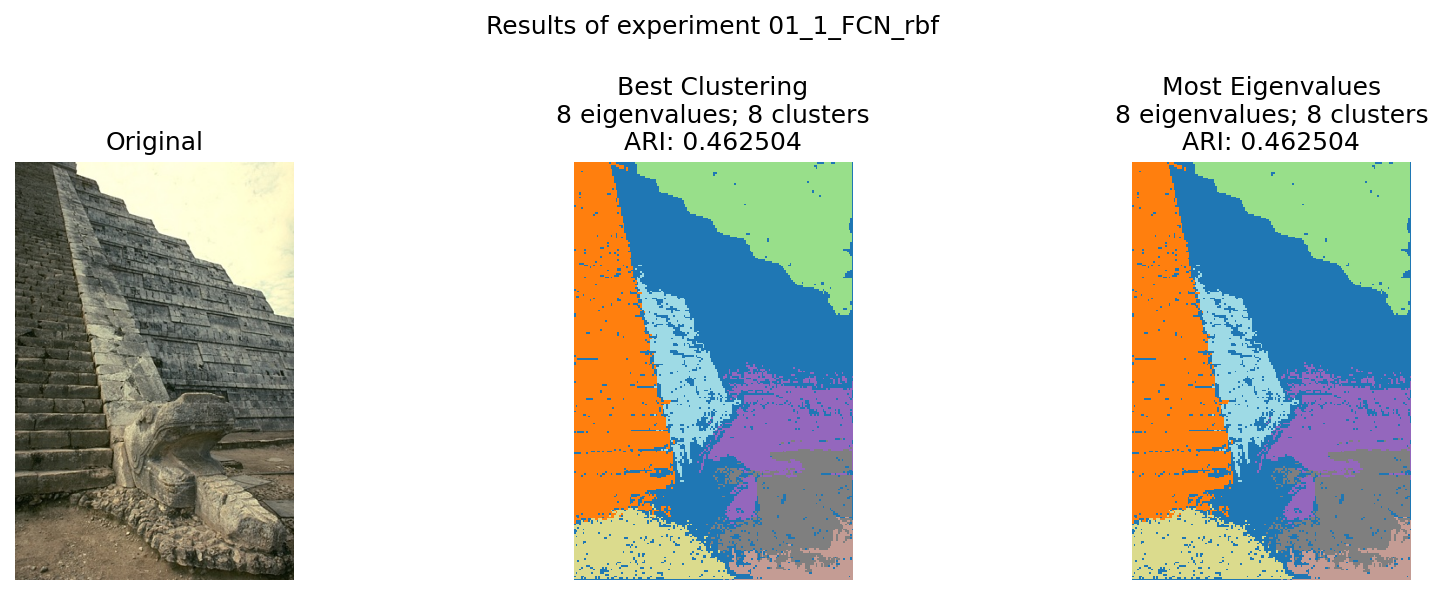 Results of experiment 01_1_FCN_rbf
Original
Best Clustering
8 eigenvalues; 8 clusters
ARI: 0.462504
Most Eigenvalues
8 eigenvalues; 8 clusters
ARI: 0.462504